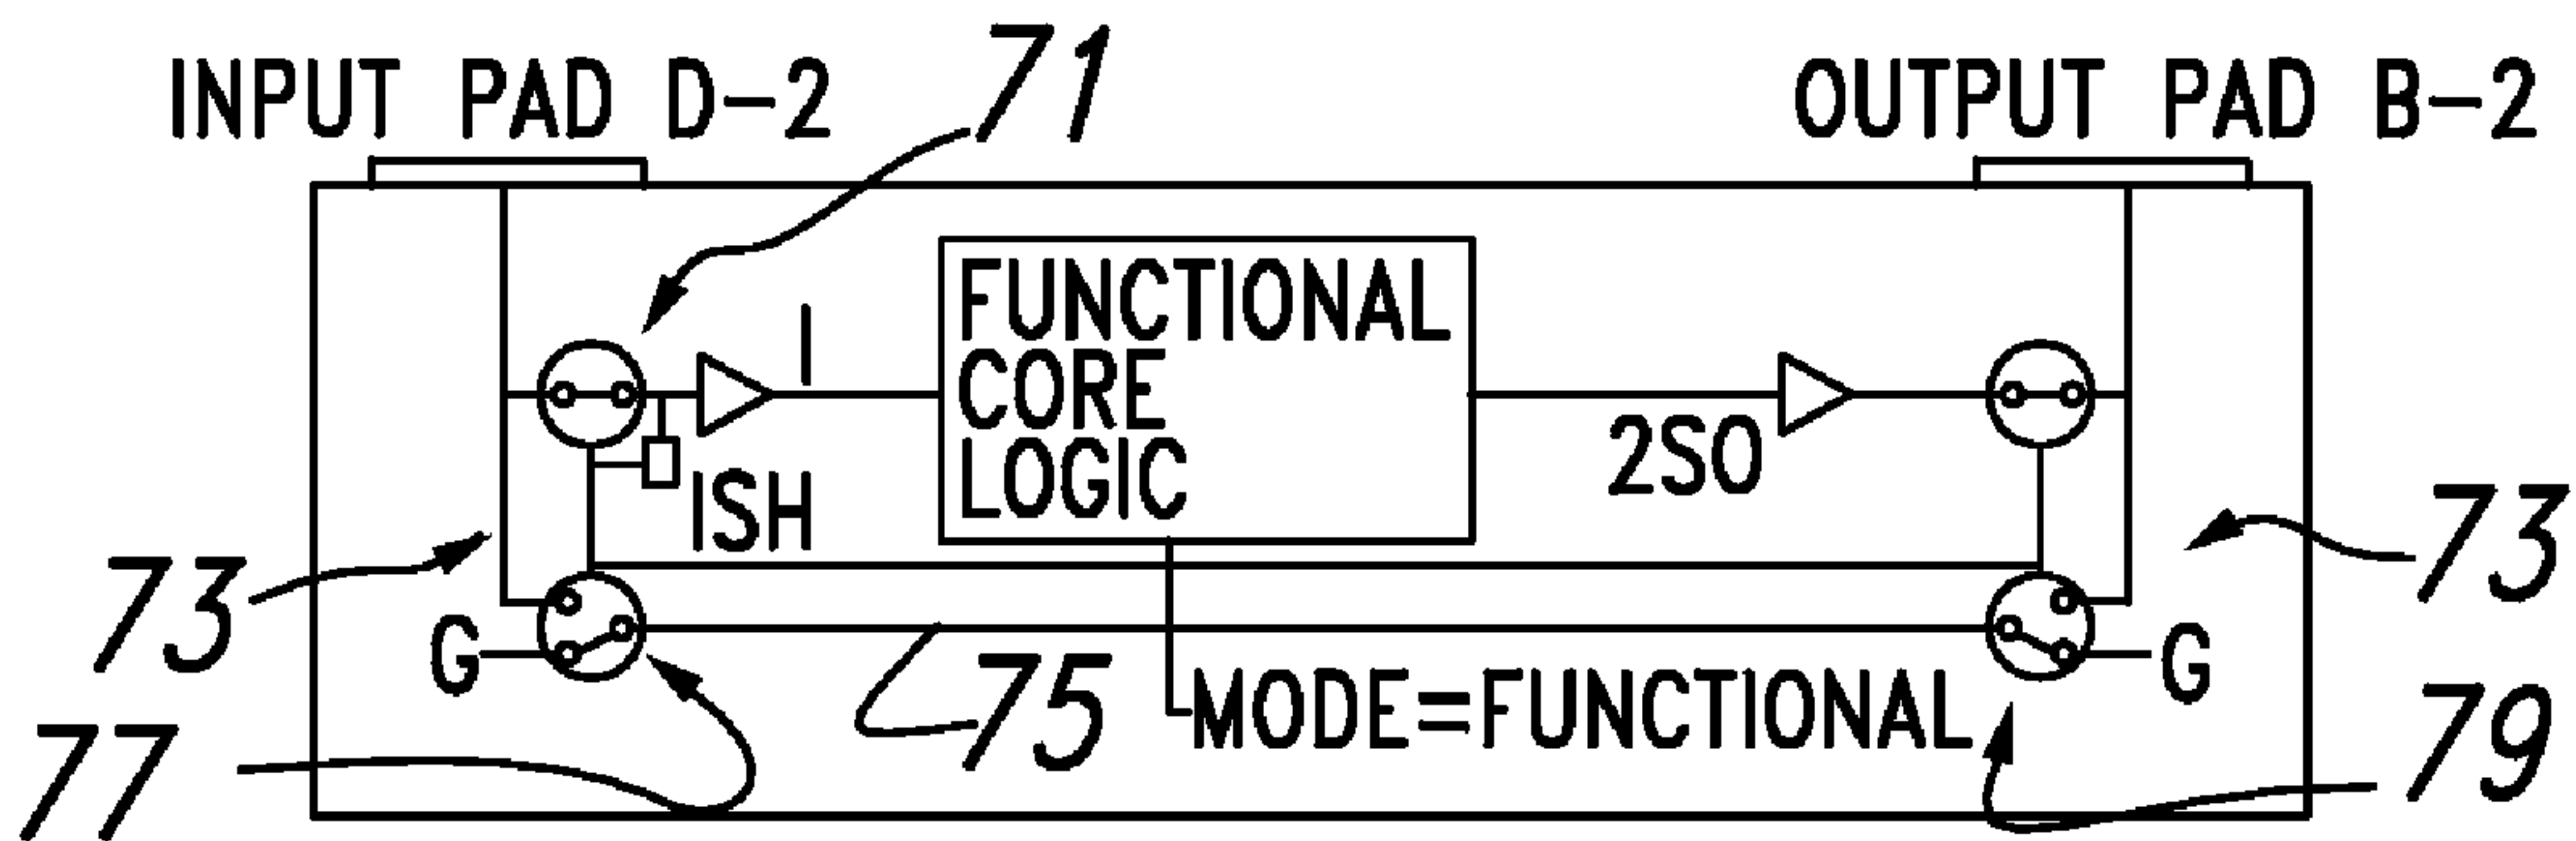 INPUT PAD D-2
71
OUTPUT PAD B-2
I
FUNCTIONAL
CORE
LOGIC
ISH
2SO
73
73
G
G
75
MODE=FUNCTIONAL
77
79